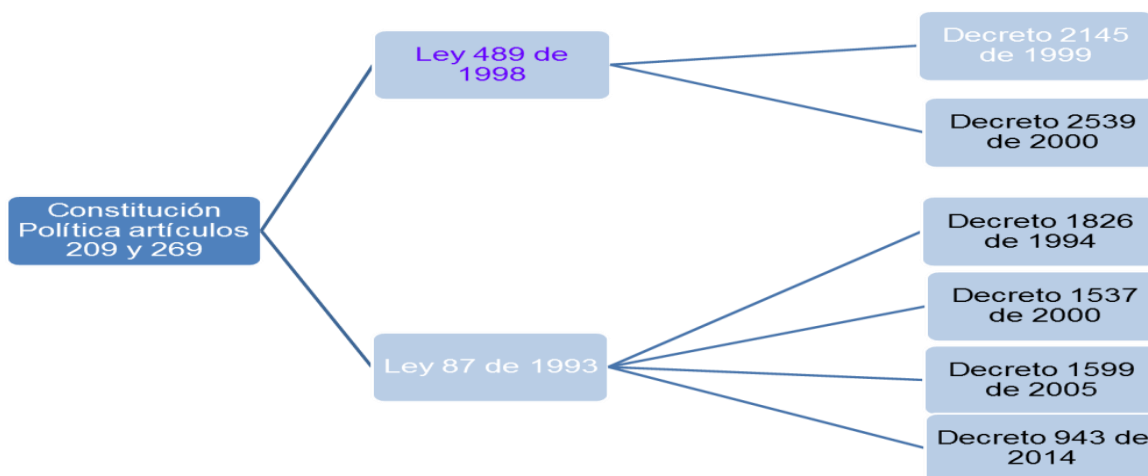 Constitución
Política artículos
209 y 269
Ley 489 de
1998
Decreto 2145
de 1999
Decreto 2539
de 2000
Ley 87 de 1993
Decreto 1826
de 1994
Decreto 1537
de 2000
Decreto 1599
de 2005
Decreto 943 de
2014